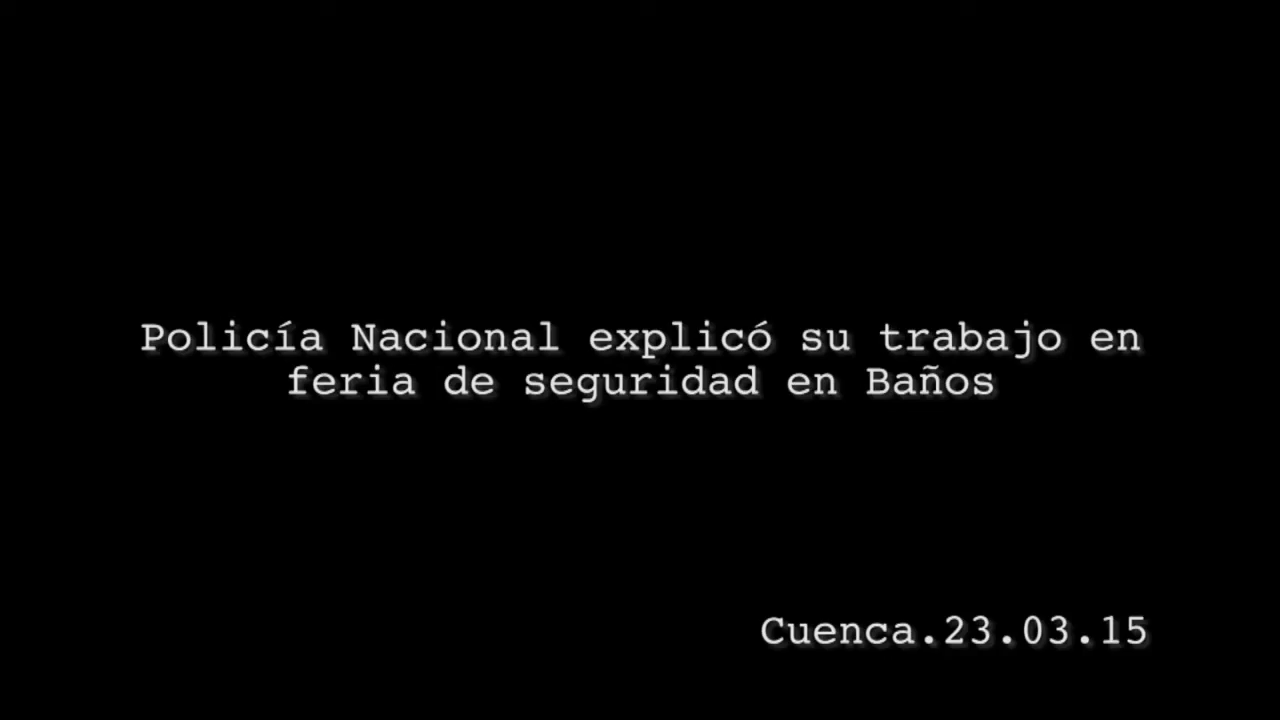 Policía Nacional explicó su trabajo en
feria de seguridad en Baños
Cuenca.23.03.15